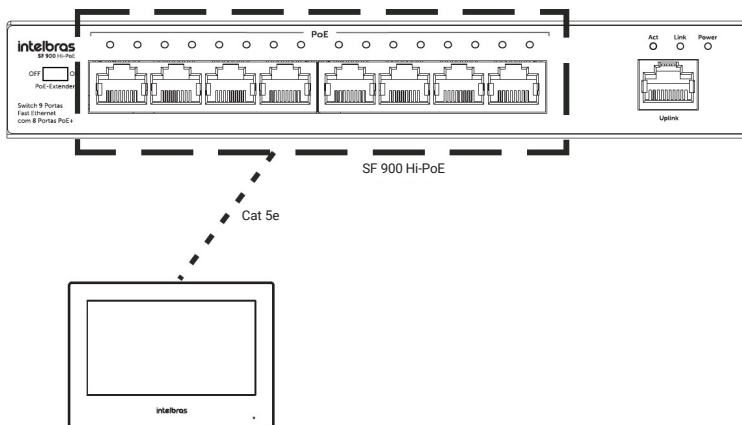 PoE
Act Link Power
intelbras
SF 900 Hi-PoE
OFF
PoE-Extender
Switch 9 Portas
Fast Ethernet
com 8 Portas PoE+
Uplink
SF 900 Hi-PoE
Cat 5e
intelbras